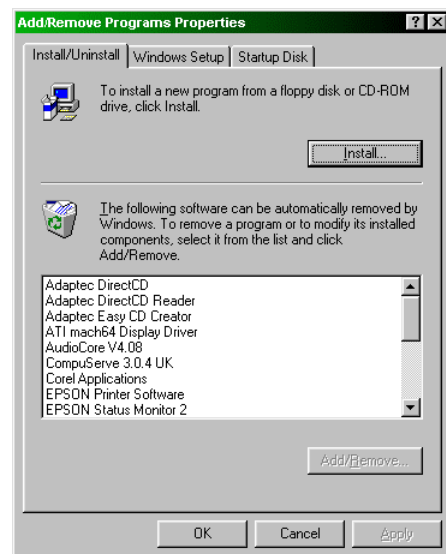 Add/Remove Programs Properties
Install/Uninstall
Windows Setup
Startup Disk
To install a new program from a floppy disk or CD-ROM
drive, click Install.
Install...
The following software can be automatically removed by
Windows. To remove a program or to modify its installed
components, select it from the list and click
Add/Remove.
Adaptec DirectCD
Adaptec DirectCD Reader
Adaptec Easy CD Creator
ATI mach64 Display Driver
AudioCore V4.08
CompuServe 3.0.4 UK
Corel Applications
EPSON Printer Software
EPSON Status Monitor 2
Add/Remove...
OK
Cancel
Apply